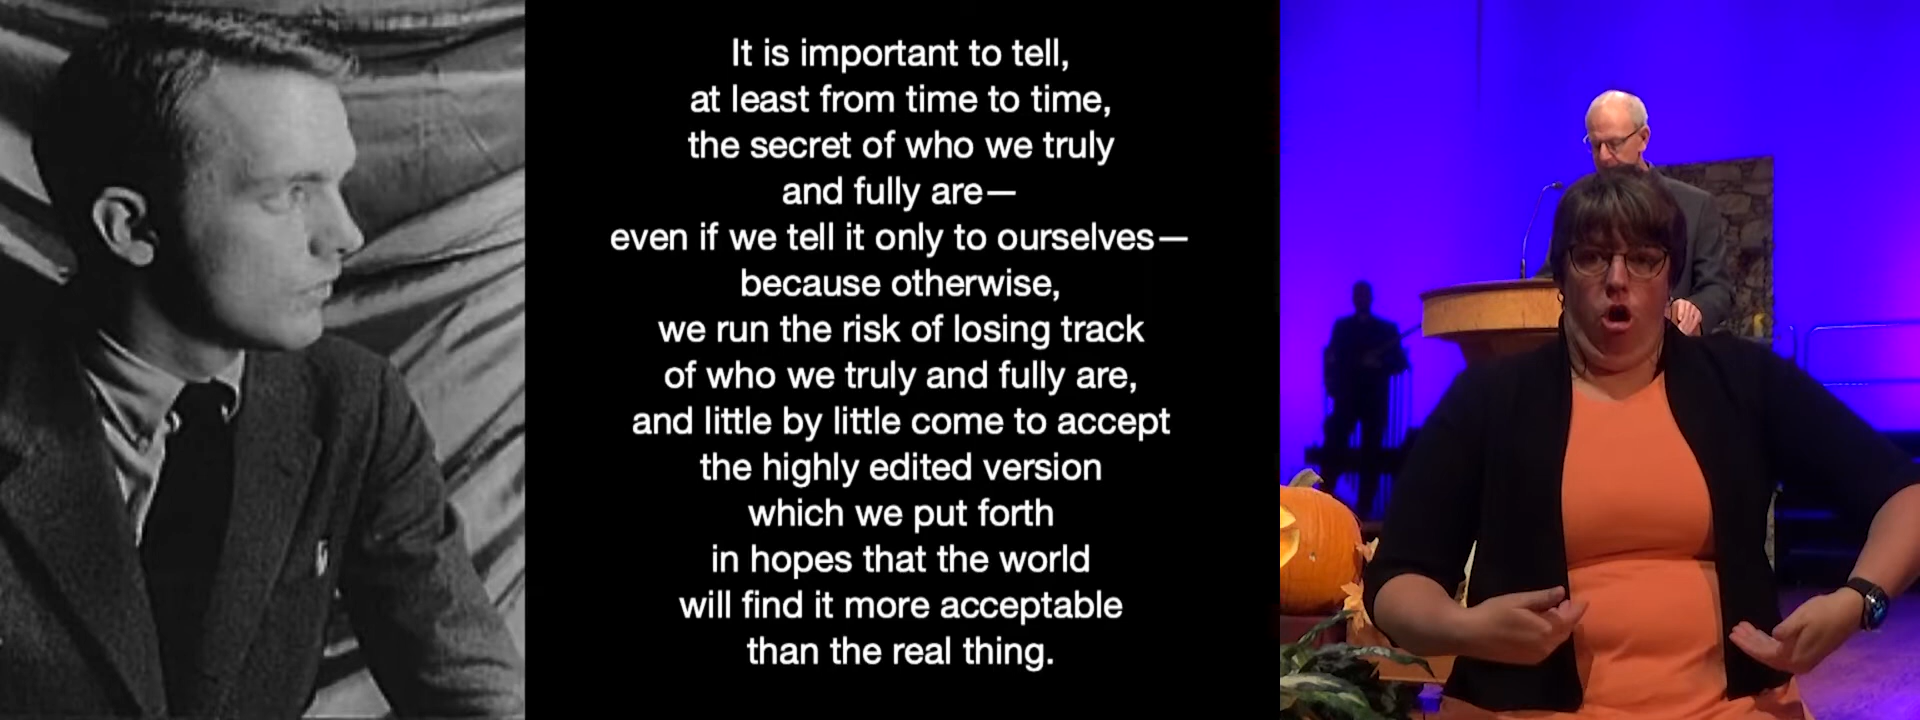 It is important to tell,
at least from time to time,
the secret of who we truly
and fully are—
even if we tell it only to ourselves—
because otherwise,
we run the risk of losing track
of who we truly and fully are,
and little by little come to accept
the highly edited version
which we put forth
in hopes that the world
will find it more acceptable
than the real thing.